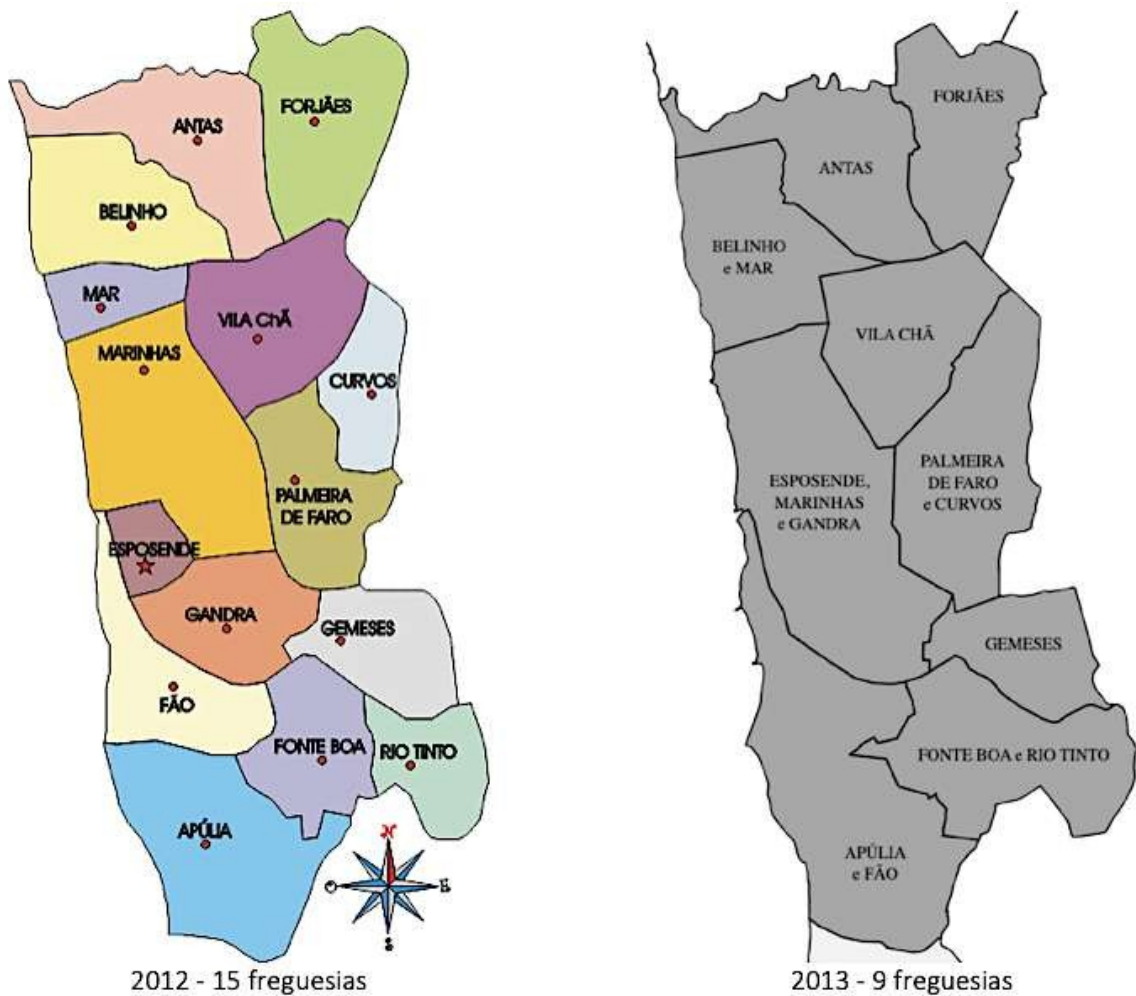 FORJÃES
ANTAS
BELINHO
MAR
VILA ChÃ
MARINHAS
CURVOS
PALMEIRA
DE FARO
ESPOSENDE
GANDRA
GEMESES
FÃO
FONTE BOA
RIO TINTO
APÚLIA
N
O
E
S
2012 - 15 freguesias
FORJÃES
ANTAS
BELINHO
e MAR
VILA CHÃ
PALMEIRA
DE FARO
e CURVOS
ESPOSENDE,
MARINHAS
e GANDRA
GEMESES
FONTE BOA e RIO TINTO
APÚLIA
e FÃO
2013 - 9 freguesias